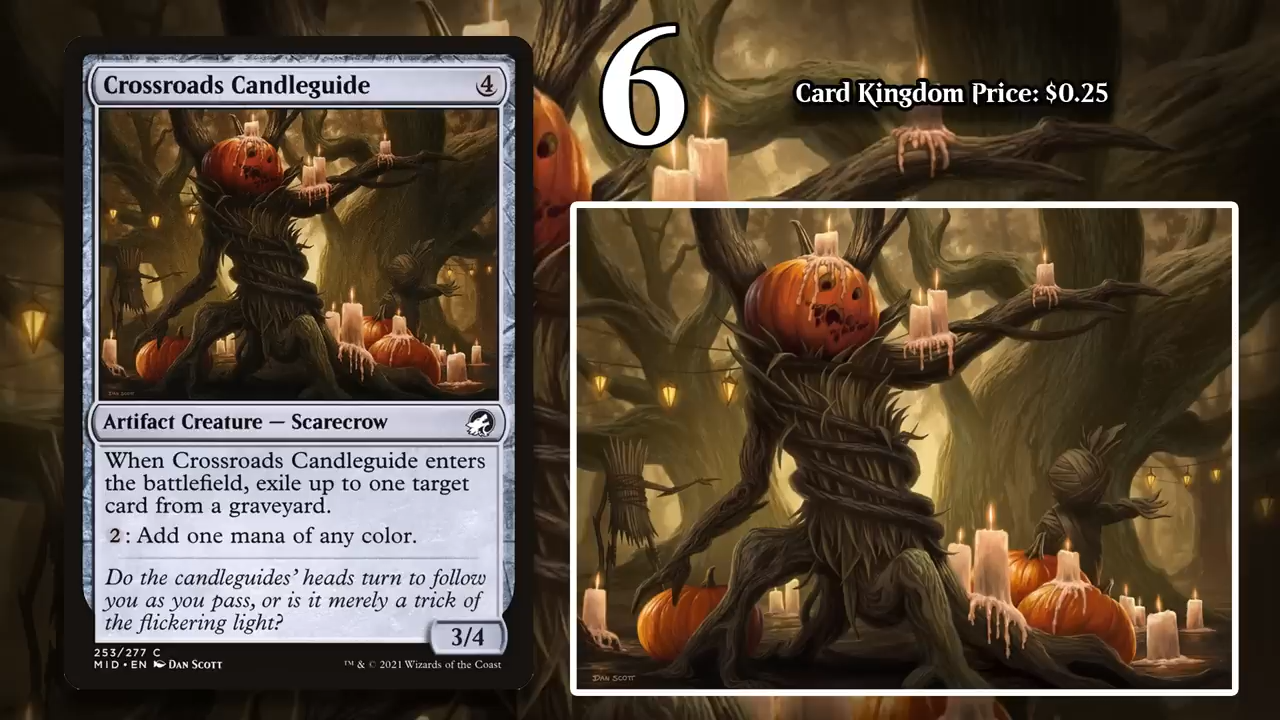 Crossroads Candleguide 4
Artifact Creature — Scarecrow
When Crossroads Candleguide enters
the battlefield, exile up to one target
card from a graveyard.
2: Add one mana of any color.
Do the candleguides' heads turn to follow
you as you pass, or is it merely a trick of
the flickering light?
3/4
253/277 C
MID • EN DAN SCOTT
™ & © 2021 Wizards of the Coast
6
Card Kingdom Price: $0.25
DAN SCOTT